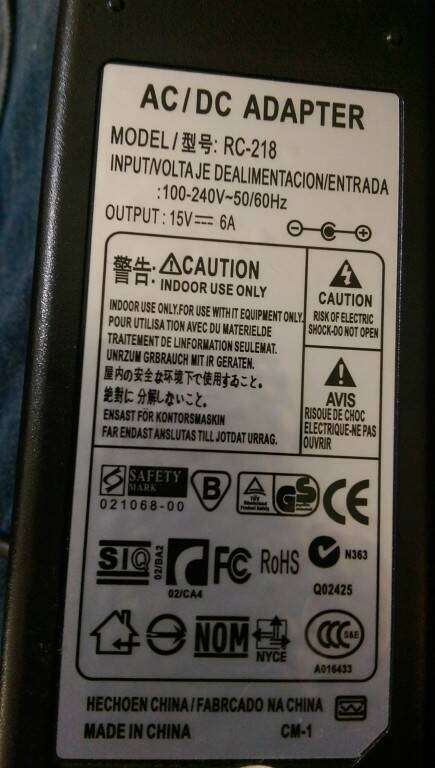 AC/DC ADAPTER
MODEL/型号: RC-218
INPUT/VOLTAJE DEALIMENTACION/ENTRADA
:100-240V~50/60Hz
OUTPUT : 15V⎓ 6A
警告: CAUTION
INDOOR USE ONLY
INDOOR USE ONLY.FOR USE WITH IT EQUIPMENT ONLY.
POUR UTILISATION AVEC DU MATERIELDE
TRAITEMENT DE LINFORMATION SEULEMAT.
UNRZUM GRBRAUCH MIT IR GERATEN.
屋内の安全な环境下で使用すゐこと。
絶對に 分解しないこと。
ENSAST FÖR KONTORSMASKIN
FAR ENDAST ANSLUTAS TILL JOTDAT URRAG.
CAUTION
RISK OF ELECTRIC
SHOCK-DO NOT OPEN
AVIS
RISOUE DE CHOC
ELECTRIQUE-NE PAS
OUVRIR
SAFETY
MARK
021068-00
B
TÜV
Product Safety
GS
CE
SIQ
02/BA2
02/CA4
FC
RoHS
N363
Q02425
NOM
NYCE
CCC S&E
A016433
HECHOEN CHINA / FABRCADO NA CHINA
MADE IN CHINA
CM-1